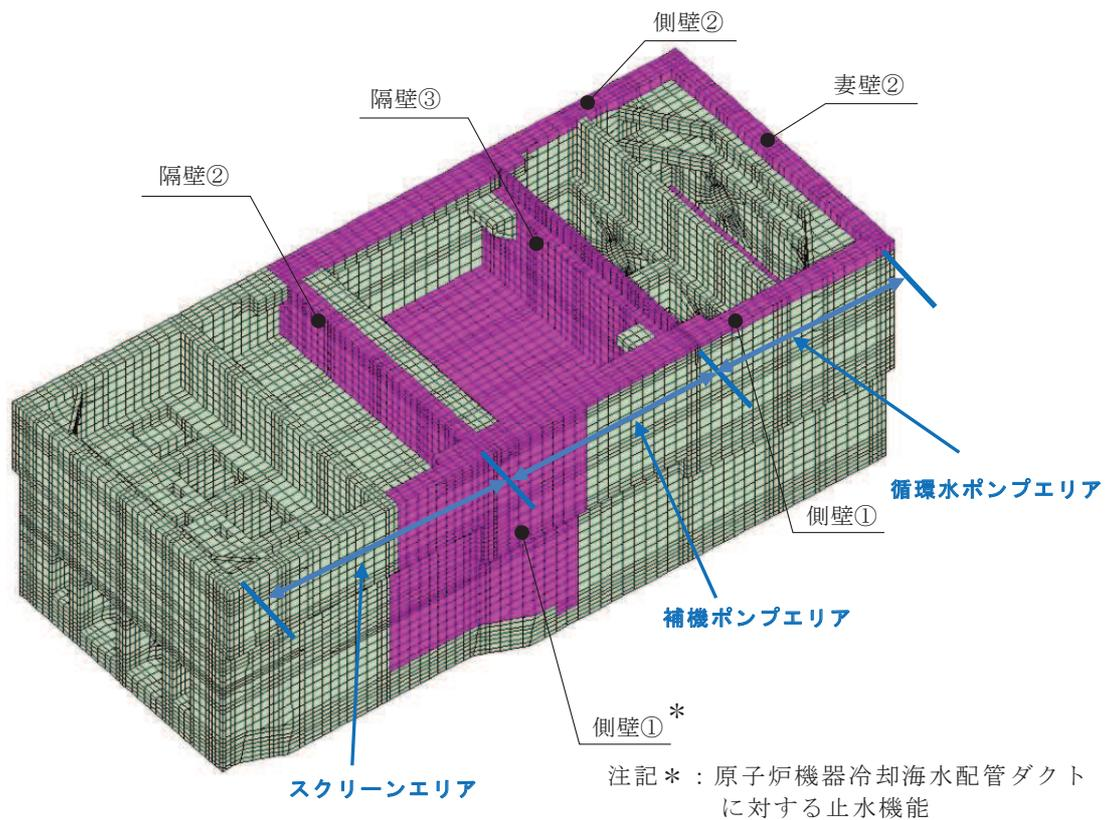 側壁②
妻壁②
隔壁③
隔壁②
循環水ポンプエリア
側壁①
補機ポンプエリア
側壁①*
スクリーンエリア
注記*:原子炉機器冷却海水配管ダクト
に対する止水機能